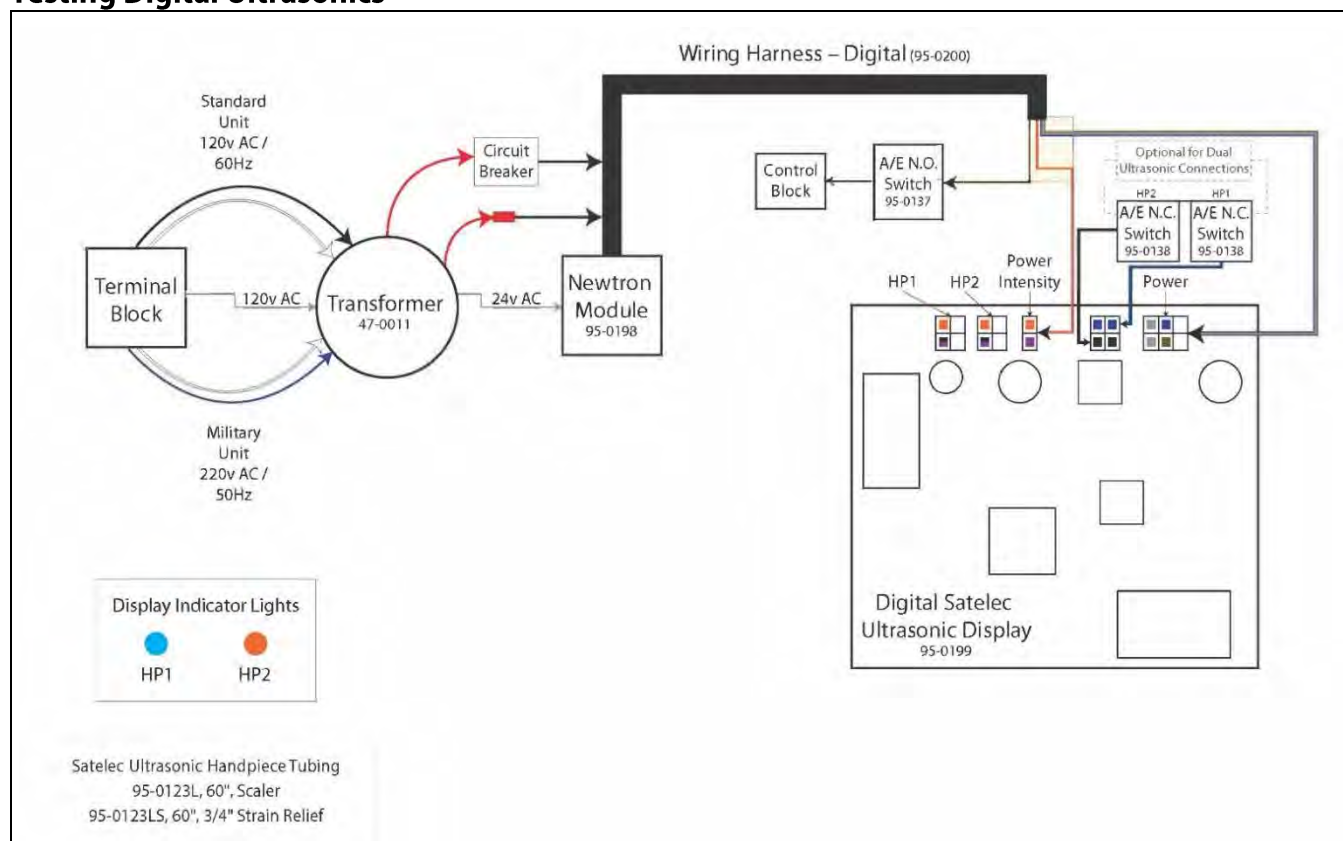 Testing Digital Ultrasonics
Wiring Harness – Digital (95-0200)
Standard
Unit
120v AC /
60Hz
Circuit
Breaker
Control
Block
A/E N.O.
Switch
95-0137
Optional for Dual
Ultrasonic Connections
HP2
A/E N.C.
Switch
95-0138
HP1
A/E N.C.
Switch
95-0138
Terminal
Block
120v AC
Transformer
47-0011
24v AC
Newtron
Module
95-0198
HP1
HP2
Power
Intensity
Power
Military
Unit
220v AC /
50Hz
Digital Satelec
Ultrasonic Display
95-0199
Display Indicator Lights
HP1
HP2
Satelec Ultrasonic Handpiece Tubing
95-0123L, 60", Scaler
95-0123LS, 60", 3/4" Strain Relief